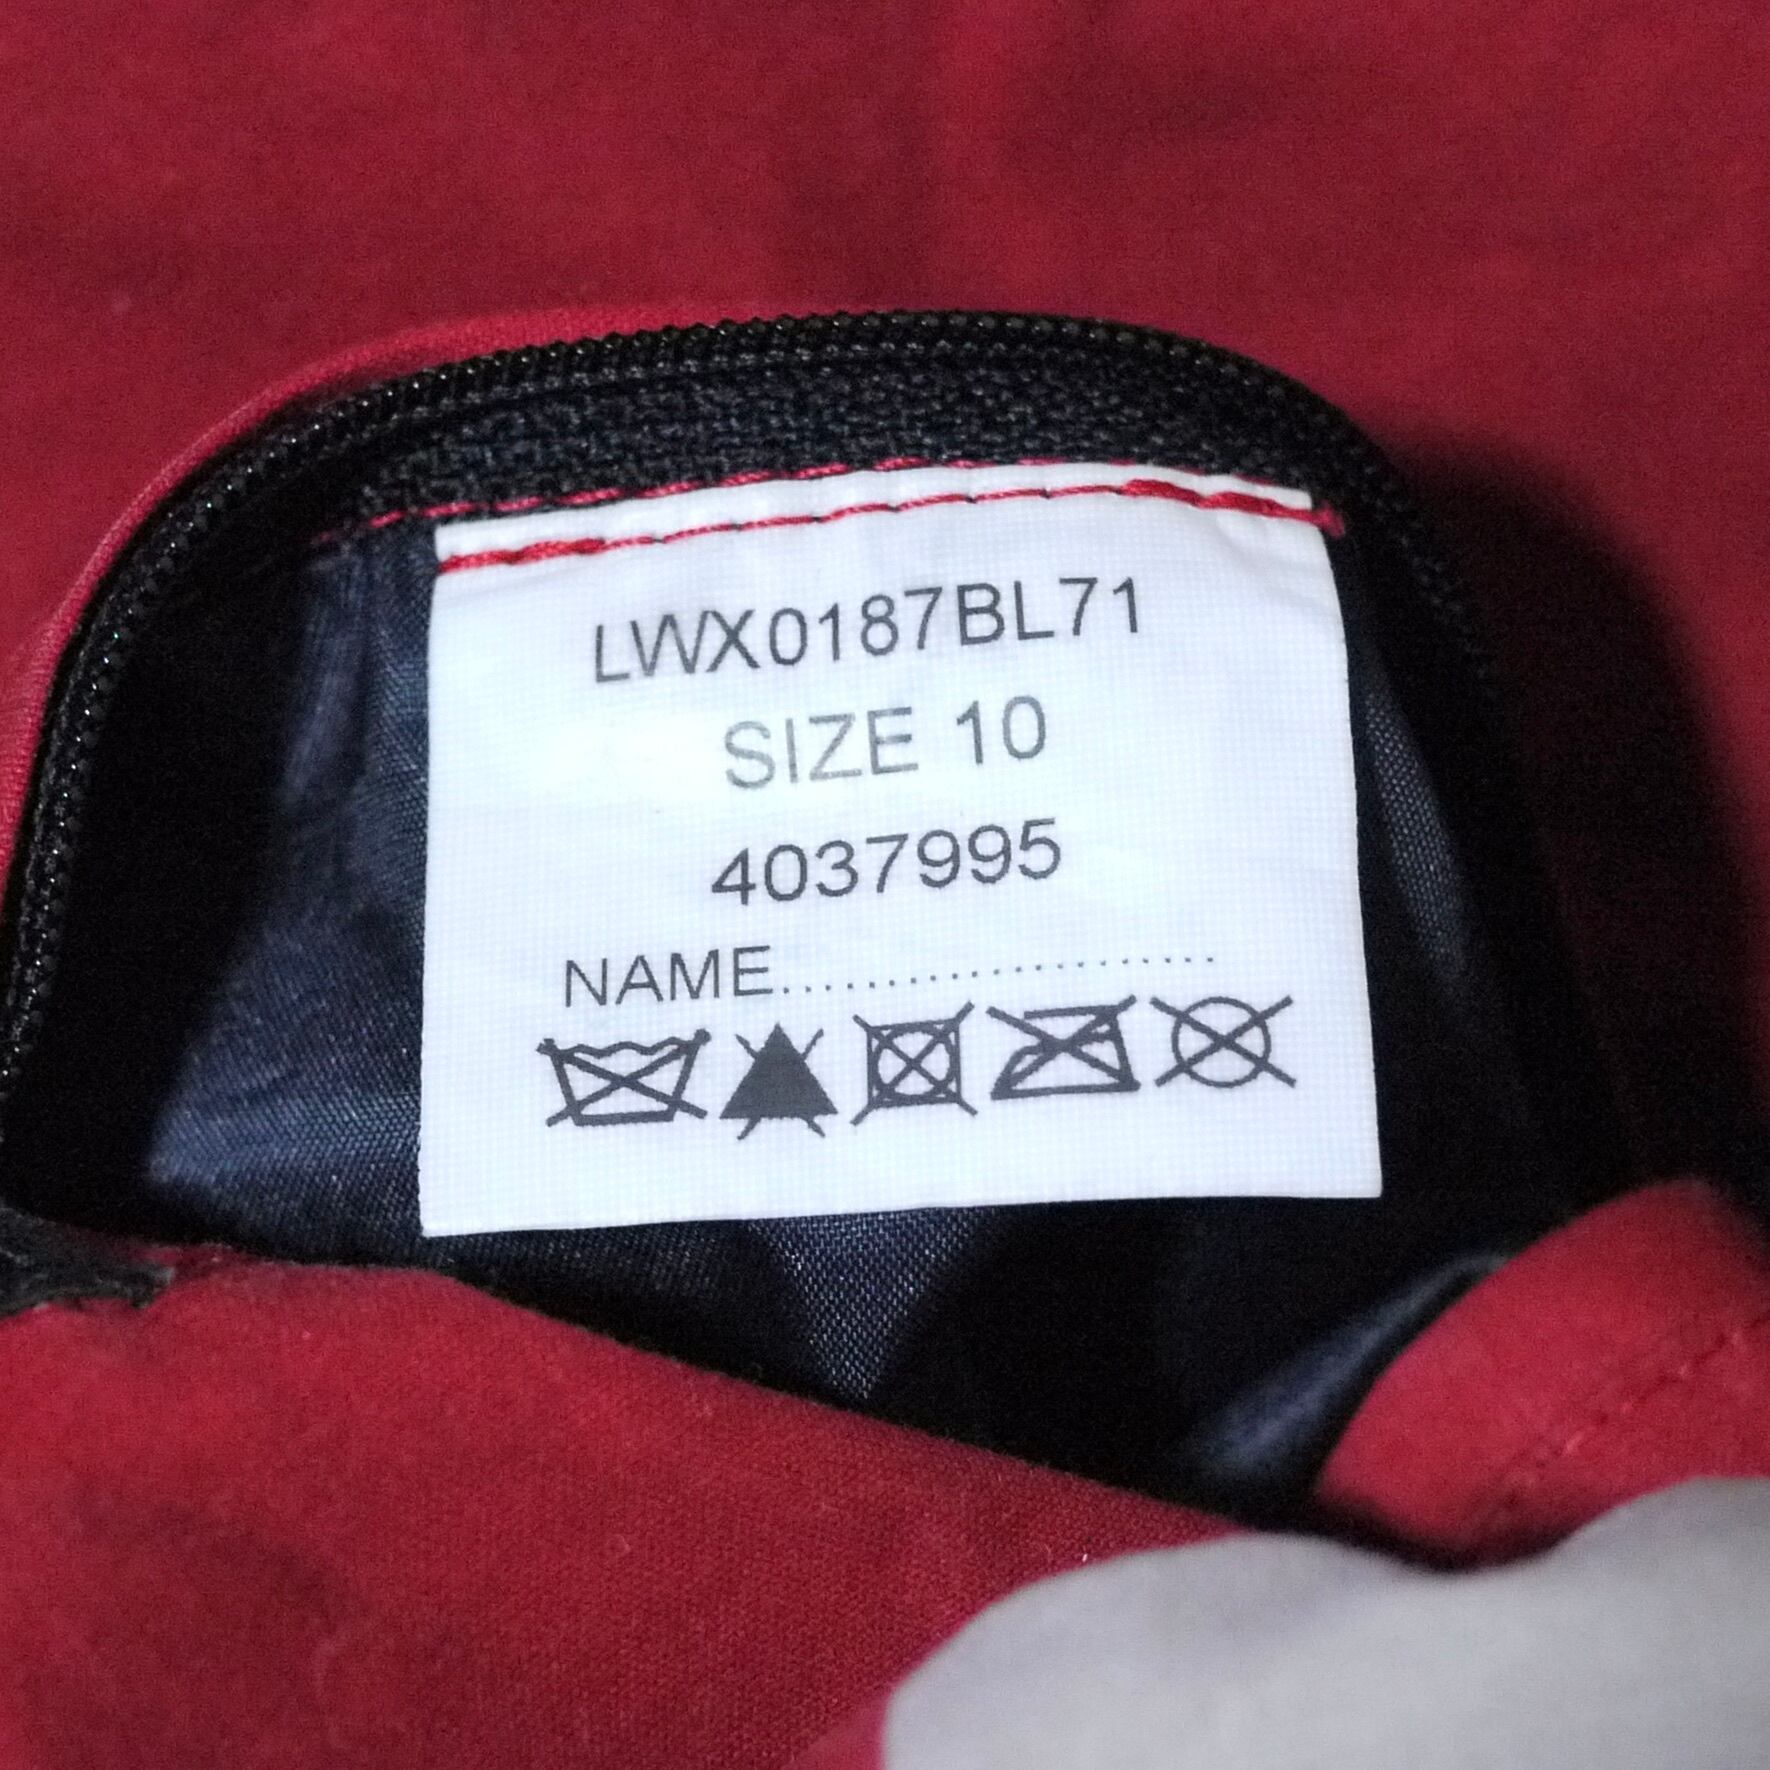 LWX0187BL71
SIZE 10
4037995
NAME......................